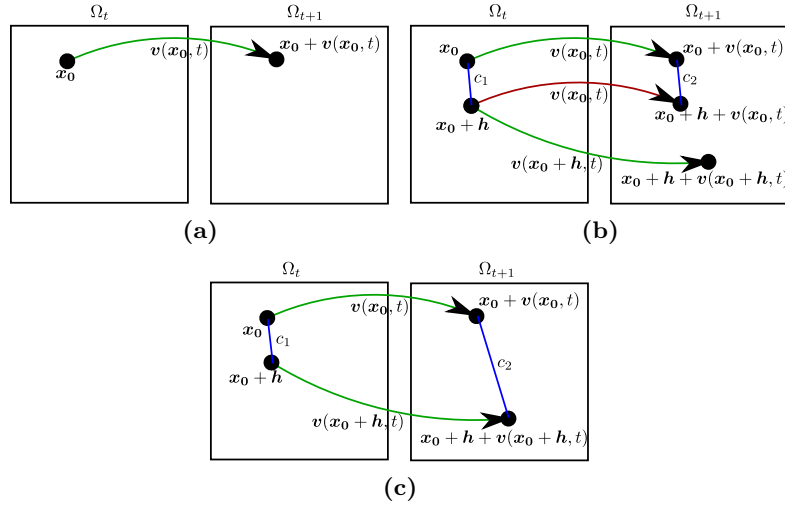 Ω_t Ω_{t+1}
v(x_0, t)
x_0 + v(x_0, t)
x_0
(a)
Ω_t Ω_{t+1}
x_0
v(x_0, t)
x_0 + v(x_0, t)
c_1
c_2
v(x_0, t)
x_0 + h
x_0 + h + v(x_0, t)
v(x_0 + h, t)
x_0 + h + v(x_0 + h, t)
(b)
Ω_t Ω_{t+1}
v(x_0, t)
x_0 + v(x_0, t)
x_0
c_1
c_2
x_0 + h
v(x_0 + h, t)
x_0 + h + v(x_0 + h, t)
(c)